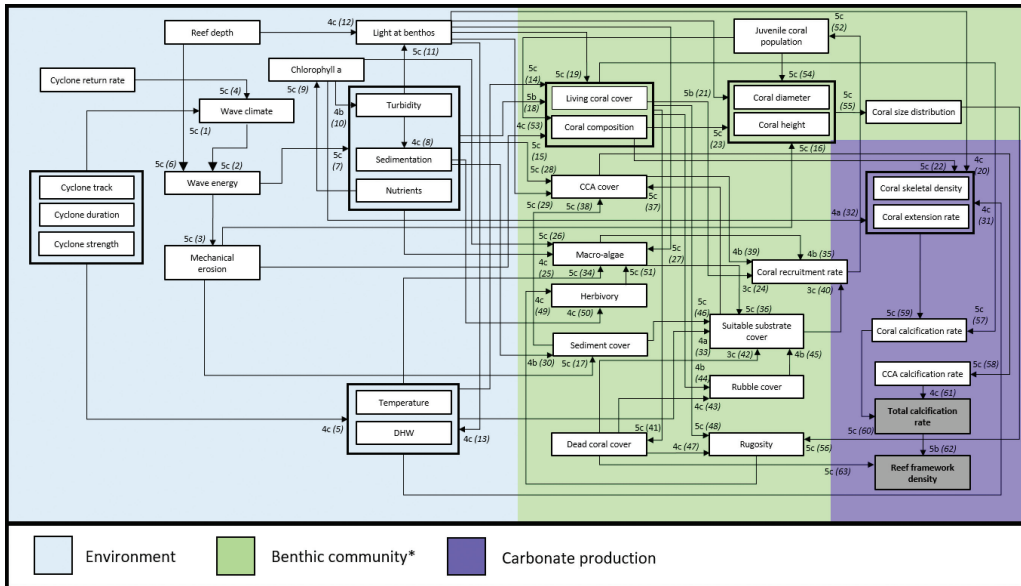 4c (12)
Reef depth
Light at benthos
5c (11)
Juvenile coral
population
5c
(52)
Cyclone return rate
Chlorophyll a
5c (9)
5c
(14)
5c (19)
5c (54)
5c (4)
Wave climate
5c (1)
4b
(10)
Turbidity
5b
(18)
Living coral cover
5b (21)
Coral diameter
5c
(55)
Coral size distribution
4c (53)
Coral composition
5c
(23)
Coral height
4c (8)
5c (6)
5c (2)
5c
(7)
Sedimentation
5c
(15)
5c (16)
Wave energy
5c (28)
5c (22)
4c
(20)
Cyclone track
Nutrients
CCA cover
Coral skeletal density
Cyclone duration
5c (29)
5c (38)
5c
(37)
4a (32)
Coral extension rate
4c
(31)
Cyclone strength
5c (3)
5c (26)
Mechanical
erosion
Macro-algae
5c
(27)
4b (39)
4b (35)
4c
(25)
5c (34)
5c (51)
Coral recruitment rate
4c
(49)
Herbivory
3c (24)
3c (40)
4c (50)
5c
(46)
5c (36)
5c (59)
5c
(57)
Suitable substrate
cover
Coral calcification rate
Sediment cover
4a
(33)
4b (30)
5c (17)
3c (42)
4b (45)
5c (58)
4b
(44)
Rubble cover
CCA calcification rate
Temperature
4c (43)
4c (61)
DHW
5c (41)
5c (48)
Total calcification
rate
4c (5)
4c (13)
Dead coral cover
4c (47)
Rugosity
5c (60)
5c
(56)
5b (62)
5c
(63)
Reef framework
density
Environment
Benthic community*
Carbonate production